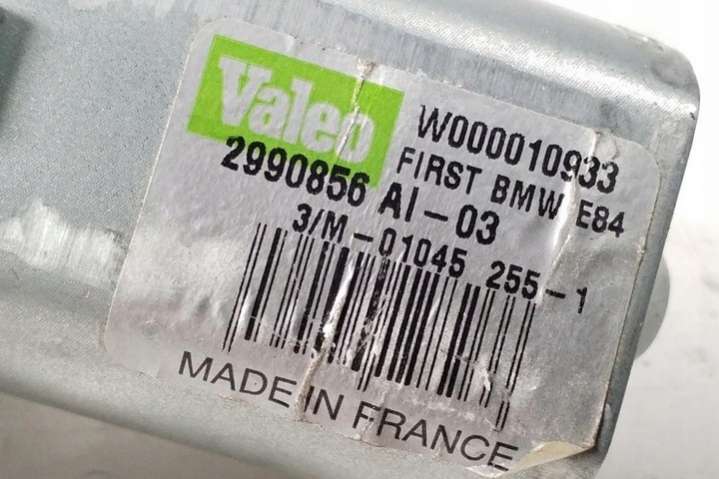 Valeo
W000010933
FIRST BMW E84
2990856 AI-03
3/M-01045 255-1
MADE IN FRANCE